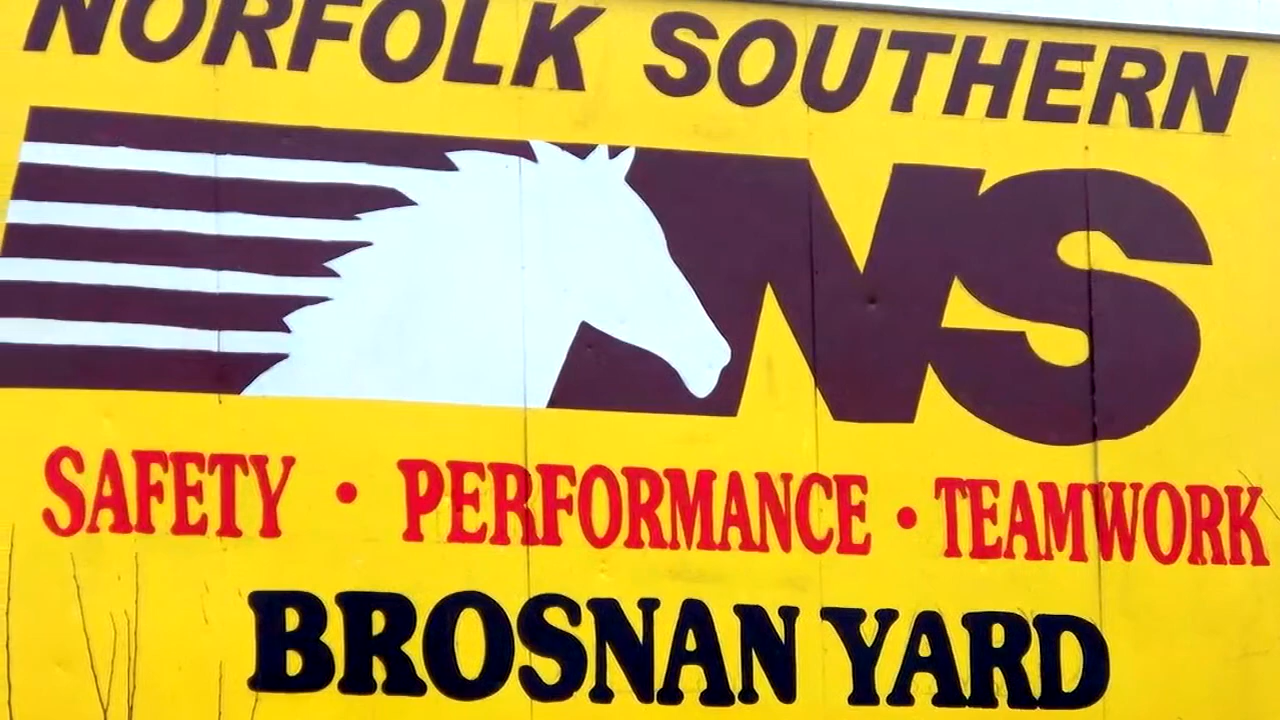 NORFOLK SOUTHERN
NS
SAFETY • PERFORMANCE • TEAMWORK
BROSNAN YARD